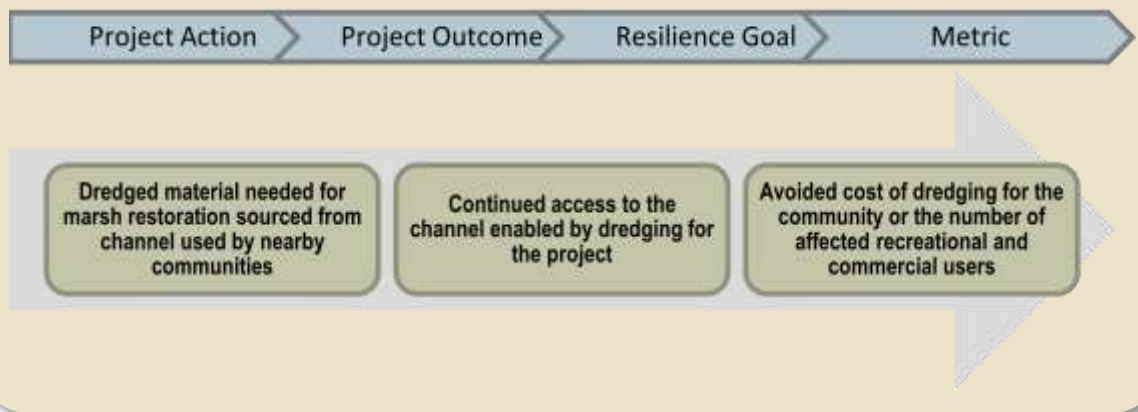 Project Action Project Outcome Resilience Goal Metric
Dredged material needed for
marsh restoration sourced from
channel used by nearby
communities
Continued access to the
channel enabled by dredging for
the project
Avoided cost of dredging for the
community or the number of
affected recreational and
commercial users